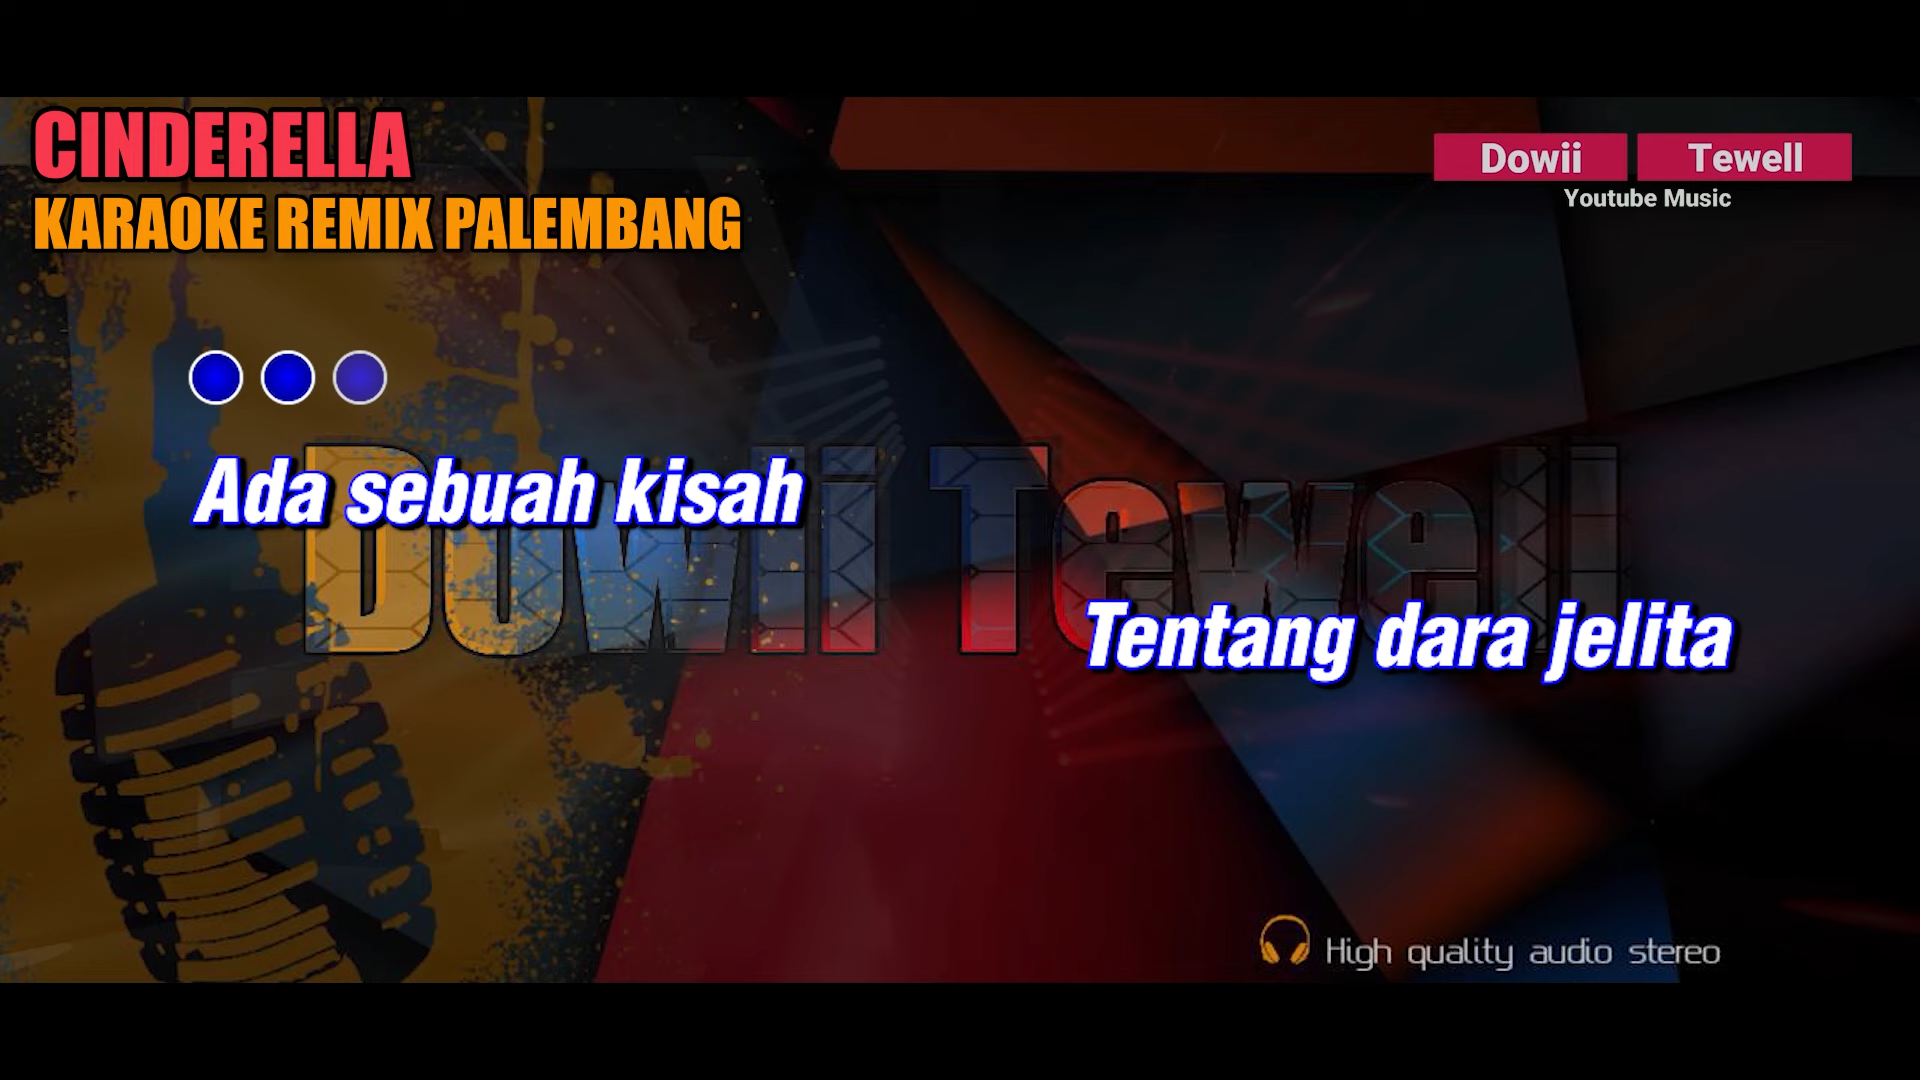 CINDERELLA
KARAOKE REMIX PALEMBANG
Dowii Tewell
Youtube Music
Ada sebuah kisah
Dowii Tewell
Tentang dara jelita
High quality audio stereo